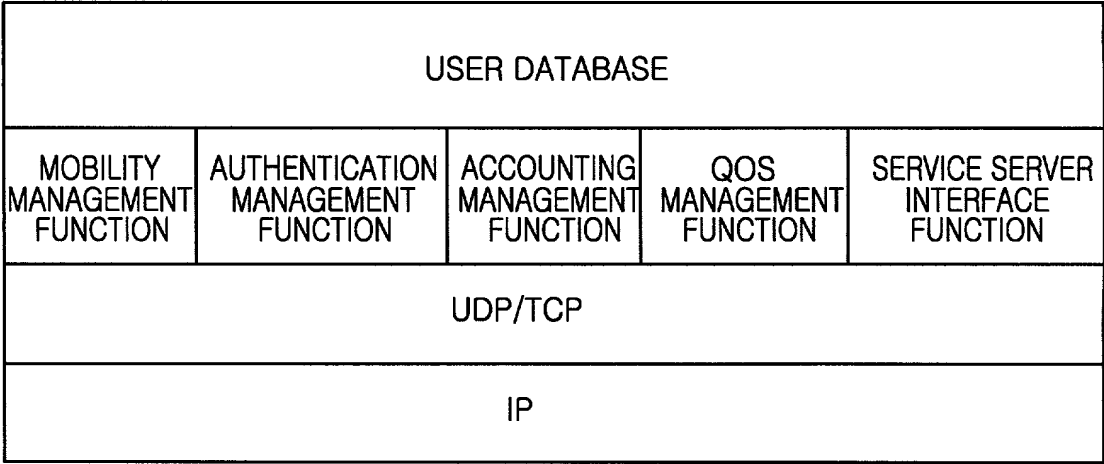 USER DATABASE
MOBILITY
MANAGEMENT
FUNCTION
AUTHENTICATION
MANAGEMENT
FUNCTION
ACCOUNTING
MANAGEMENT
FUNCTION
QOS
MANAGEMENT
FUNCTION
SERVICE SERVER
INTERFACE
FUNCTION
UDP/TCP
IP